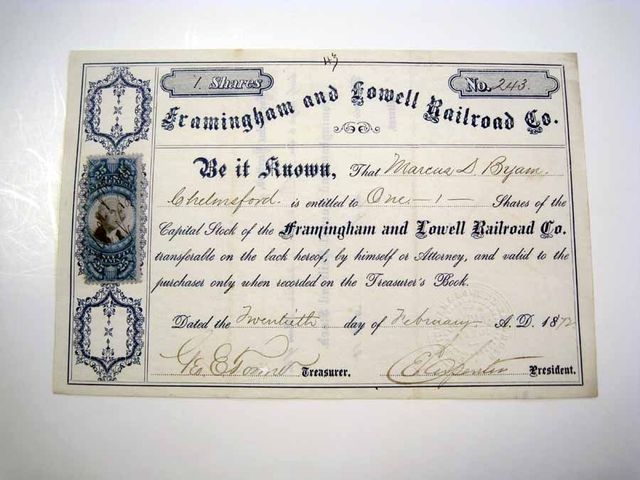 1 Shares
No. 243.
Framingham and Lowell Railroad Co.
Be it Known, That Marcus D. Byam,
Chelmsford. is entitled to One - 1 - Shares of the
Capital Stock of the Framingham and Lowell Railroad Co.
transferable on the back hereof, by himself or Attorney, and valid to the
purchaser only when recorded on the Treasurer's Book.
Dated the Twentieth day of February A. D. 1872
Geo. E. Treasurer. President.